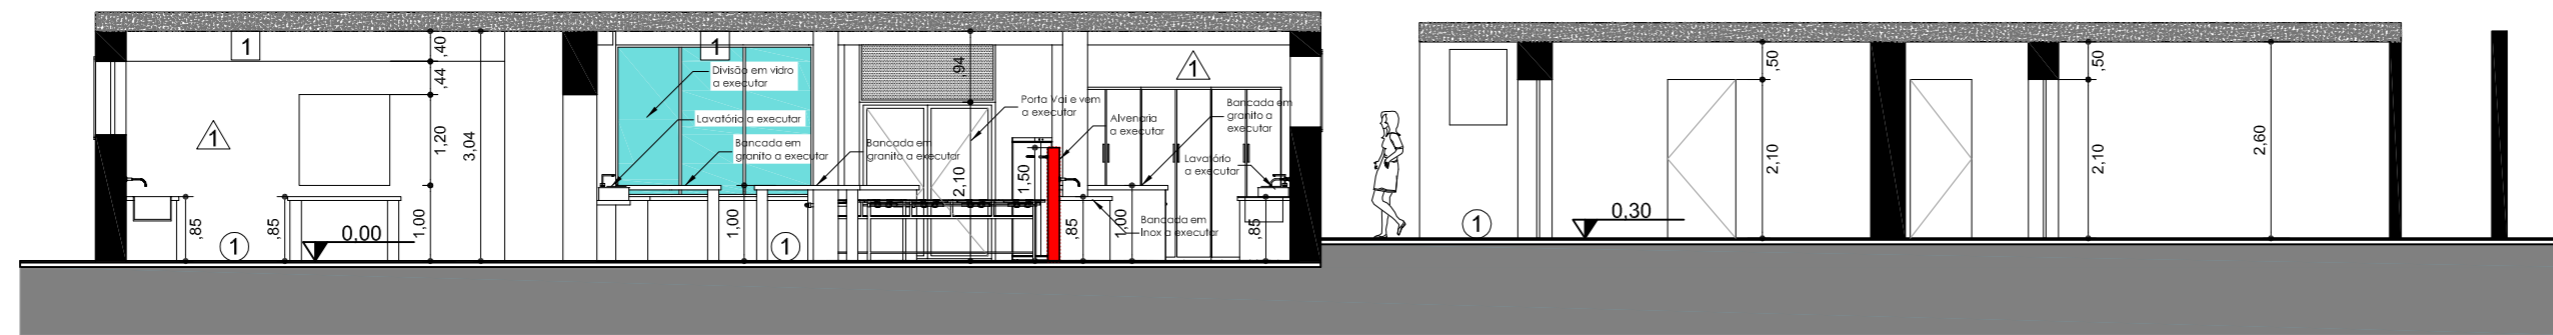 1
,40
,44
1,20
3,04
1
,85
1
,85
0,00
1,00
1
Divisão em vidro
a executar
Lavatório a executar
Bancada em
granito a executar
1,00
1
Bancada em
granito a executar
,94
2,10
Porta Vai e vem
a executar
1,50
Alvenaria
a executar
,85
1,00
Bancada em
Inox a executar
1
Bancada em
granito a
executar
Lavatório
a executar
,85
1
0,30
,50
2,10
,50
2,10
2,60